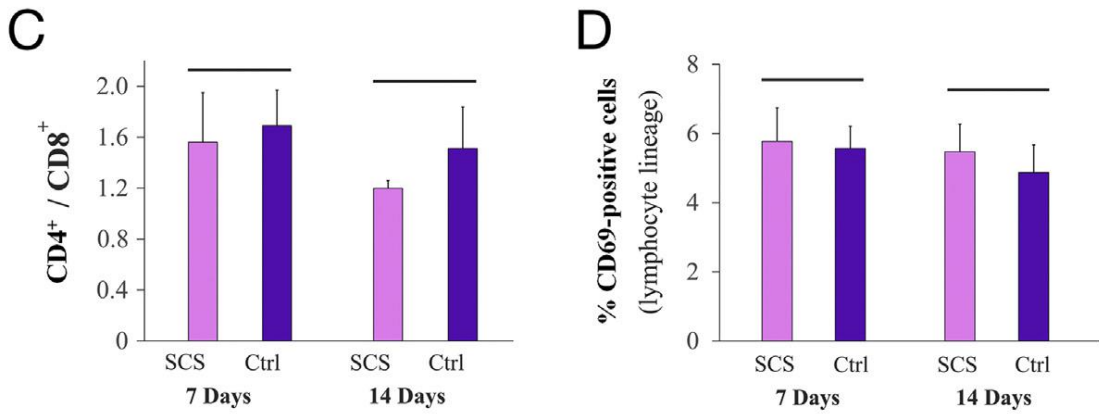 C
CD4⁺ / CD8⁺
2.0
1.6
1.2
0.8
0.4
0
SCS Ctrl SCS Ctrl
7 Days 14 Days
D
% CD69-positive cells
(lymphocyte lineage)
8
6
4
2
0
SCS Ctrl SCS Ctrl
7 Days 14 Days